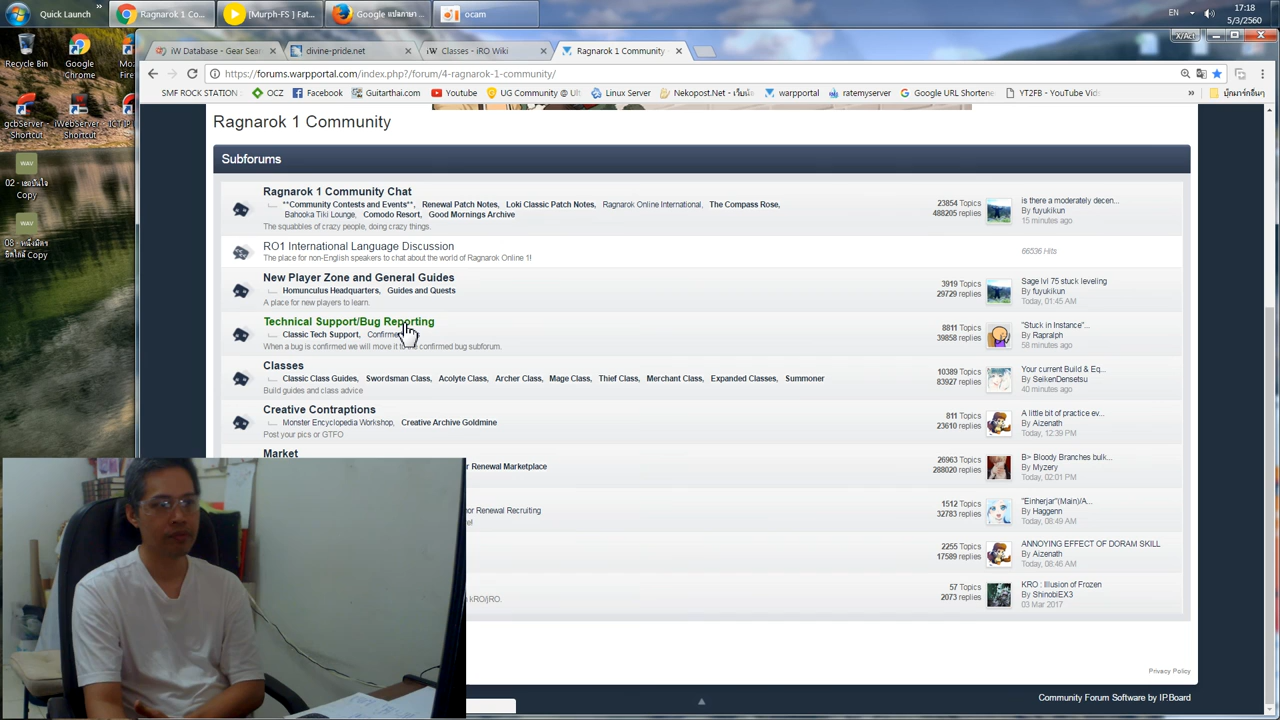 Quick Launch
Ragnarok 1 Co...
[Murph-FS ] Fat...
Google แปลภาษา ...
ocam
EN
17:18
5/3/2560
Recycle Bin
Google Chrome
gcbServer - Shortcut
iWebServer - Shortcut
WAV
WAV
iW Database - Gear Sear
divine-pride.net
Classes - iRO Wiki
Ragnarok 1 Community
https://forums.warpportal.com/index.php?/forum/4-ragnarok-1-community/
SMF ROCK STATION
OCZ
Facebook
Guitarthai.com
Youtube
UG Community @ Ult
Linux Server
Nekopost.Net - เว็บ
warpportal
ratemyserver
Google URL Shortene
YT2FB - YouTube Vid
Ragnarok 1 Community
Subforums
Ragnarok 1 Community Chat
**Community Contests and Events**, Renewal Patch Notes, Loki Classic Patch Notes, Ragnarok Online International, The Compass Rose,
Bahooka Tiki Lounge, Comodo Resort, Good Mornings Archive
The squabbles of crazy people, doing crazy things.
23854 Topics
488205 replies
is there a moderately decen...
By fuyukikun
15 minutes ago
RO1 International Language Discussion
The place for non-English speakers to chat about the world of Ragnarok Online 1!
66536 Hits
New Player Zone and General Guides
Homunculus Headquarters, Guides and Quests
A place for new players to learn.
3919 Topics
29729 replies
Sage lvl 75 stuck leveling
By fuyukikun
Today, 01:45 AM
Technical Support/Bug Reporting
Classic Tech Support, Confirme
When a bug is confirmed we will move it to the confirmed bug subforum.
8811 Topics
39858 replies
"Stuck in Instance"...
By Rapralph
58 minutes ago
Classes
Classic Class Guides, Swordsman Class, Acolyte Class, Archer Class, Mage Class, Thief Class, Merchant Class, Expanded Classes, Summoner
Build guides and class advice
10389 Topics
83927 replies
Your current Build & Eq...
By SeikenDensetsu
40 minutes ago
Creative Contraptions
Monster Encyclopedia Workshop, Creative Archive Goldmine
Post your pics or GTFO
811 Topics
23610 replies
A little bit of practice ev...
By Aizenath
Today, 12:39 PM
Market
r Renewal Marketplace
26963 Topics
288020 replies
B> Bloody Branches bulk...
By Myzery
Today, 02:01 PM
nor Renewal Recruiting
re!
1512 Topics
32783 replies
"Einherjar"(Main)/A...
By Haggenn
Today, 08:49 AM
2255 Topics
17589 replies
ANNOYING EFFECT OF DORAM SKILL
By Aizenath
Today, 08:46 AM
kRO/jRO.
57 Topics
2073 replies
KRO : Illusion of Frozen
By ShinobiEX3
03 Mar 2017
Privacy Policy
Community Forum Software by IP.Board